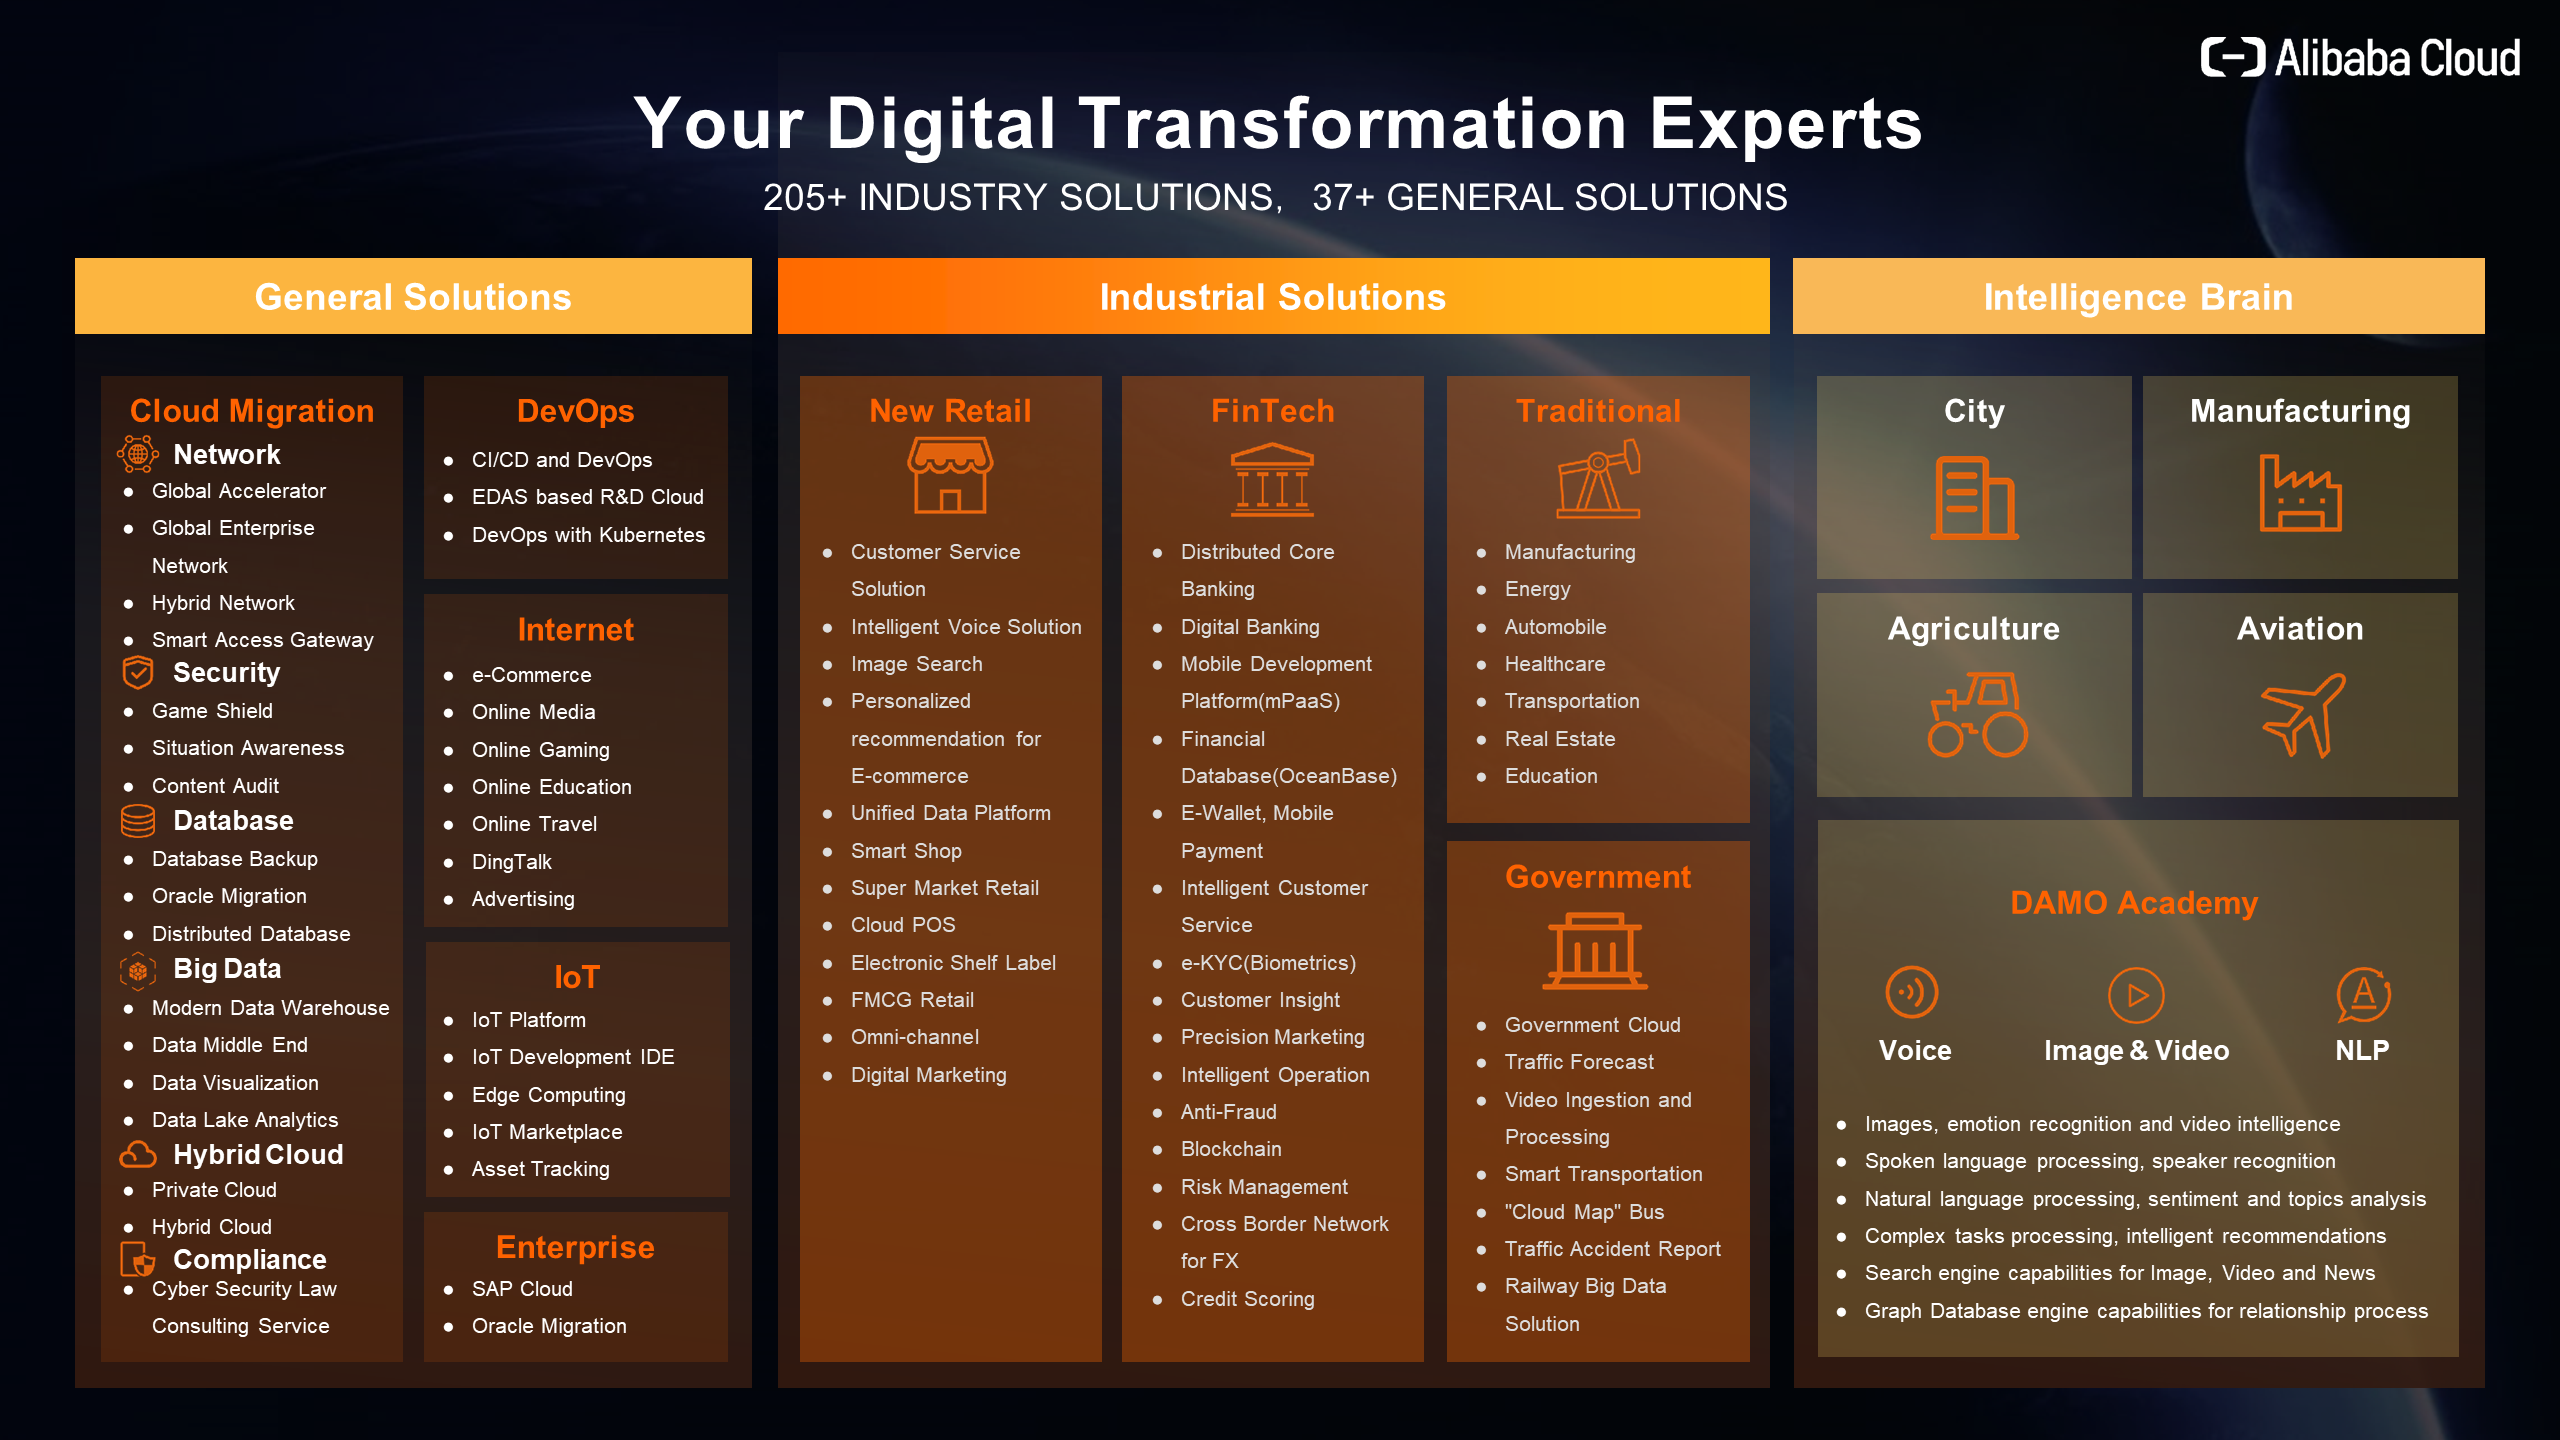 Alibaba Cloud
Your Digital Transformation Experts
205+ INDUSTRY SOLUTIONS, 37+ GENERAL SOLUTIONS
General Solutions
Cloud Migration
Network
● Global Accelerator
● Global Enterprise
Network
● Hybrid Network
● Smart Access Gateway
Security
● Game Shield
● Situation Awareness
● Content Audit
Database
● Database Backup
● Oracle Migration
● Distributed Database
Big Data
● Modern Data Warehouse
● Data Middle End
● Data Visualization
● Data Lake Analytics
Hybrid Cloud
● Private Cloud
● Hybrid Cloud
Compliance
● Cyber Security Law
Consulting Service
DevOps
● CI/CD and DevOps
● EDAS based R&D Cloud
● DevOps with Kubernetes
Internet
● e-Commerce
● Online Media
● Online Gaming
● Online Education
● Online Travel
● DingTalk
● Advertising
IoT
● IoT Platform
● IoT Development IDE
● Edge Computing
● IoT Marketplace
● Asset Tracking
Enterprise
● SAP Cloud
● Oracle Migration
Industrial Solutions
New Retail
● Customer Service
Solution
● Intelligent Voice Solution
● Image Search
● Personalized
recommendation for
E-commerce
● Unified Data Platform
● Smart Shop
● Super Market Retail
● Cloud POS
● Electronic Shelf Label
● FMCG Retail
● Omni-channel
● Digital Marketing
FinTech
● Distributed Core
Banking
● Digital Banking
● Mobile Development
Platform(mPaaS)
● Financial
Database(OceanBase)
● E-Wallet, Mobile
Payment
● Intelligent Customer
Service
● e-KYC(Biometrics)
● Customer Insight
● Precision Marketing
● Intelligent Operation
● Anti-Fraud
● Blockchain
● Risk Management
● Cross Border Network
for FX
● Credit Scoring
Traditional
● Manufacturing
● Energy
● Automobile
● Healthcare
● Transportation
● Real Estate
● Education
Government
● Government Cloud
● Traffic Forecast
● Video Ingestion and
Processing
● Smart Transportation
● "Cloud Map" Bus
● Traffic Accident Report
● Railway Big Data
Solution
Intelligence Brain
City
Manufacturing
Agriculture
Aviation
DAMO Academy
Voice
Image & Video
A
NLP
● Images, emotion recognition and video intelligence
● Spoken language processing, speaker recognition
● Natural language processing, sentiment and topics analysis
● Complex tasks processing, intelligent recommendations
● Search engine capabilities for Image, Video and News
● Graph Database engine capabilities for relationship process